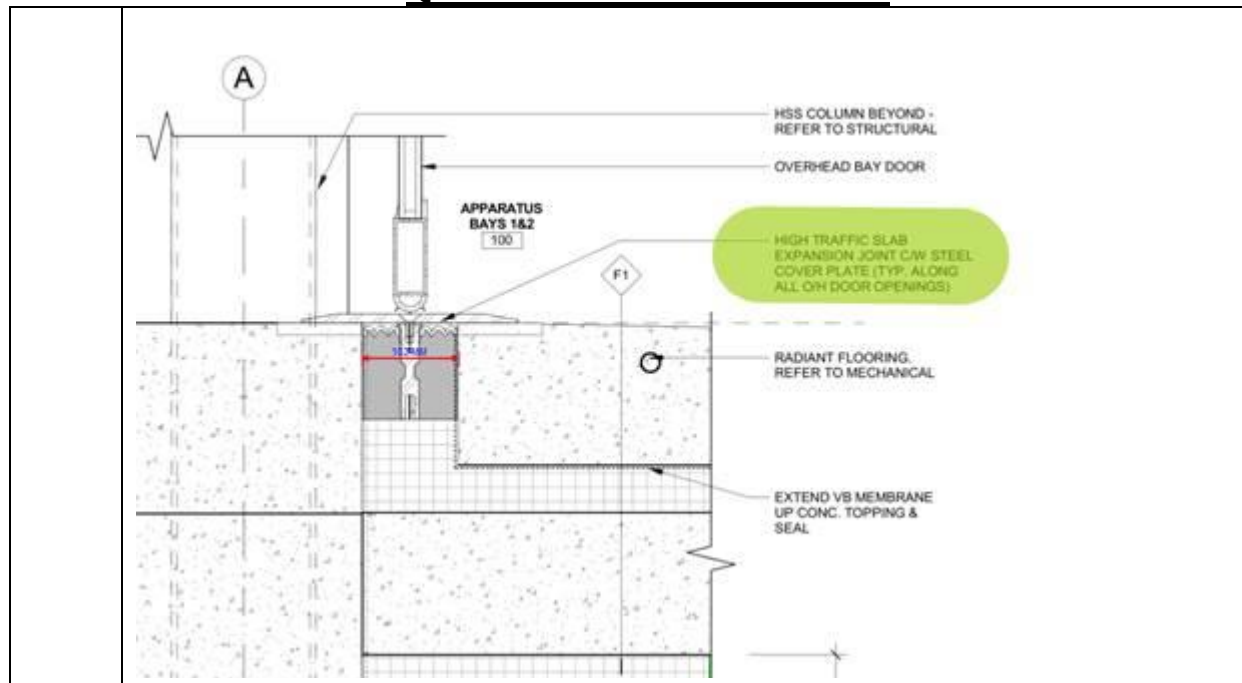 A
HSS COLUMN BEYOND -
REFER TO STRUCTURAL
OVERHEAD BAY DOOR
APPARATUS
BAYS 1&2
100
HIGH TRAFFIC SLAB
EXPANSION JOINT C/W STEEL
COVER PLATE (TYP. ALONG
ALL O/H DOOR OPENINGS)
F1
RADIANT FLOORING.
REFER TO MECHANICAL
EXTEND VB MEMBRANE
UP CONC. TOPPING &
SEAL